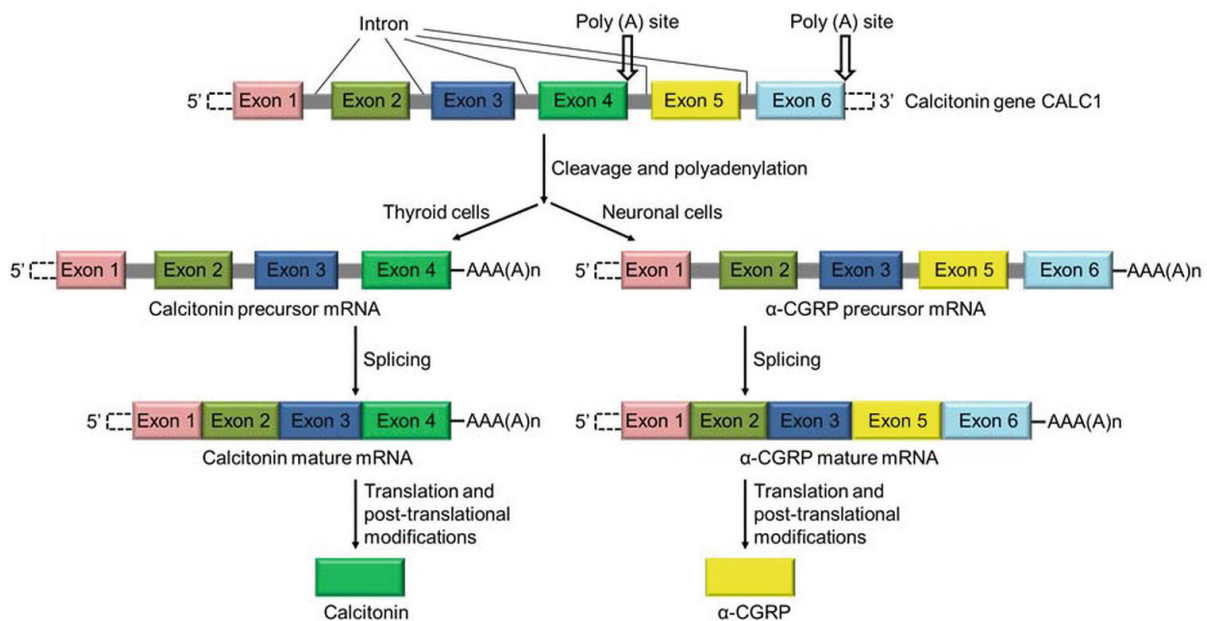 Intron
Poly (A) site
Poly (A) site
5’ Exon 1 Exon 2 Exon 3 Exon 4 Exon 5 Exon 6 3’ Calcitonin gene CALC1
Cleavage and polyadenylation
Thyroid cells
Neuronal cells
5’ Exon 1 Exon 2 Exon 3 Exon 4 AAA(A)n
Calcitonin precursor mRNA
5’ Exon 1 Exon 2 Exon 3 Exon 5 Exon 6 AAA(A)n
α-CGRP precursor mRNA
Splicing
Splicing
5’ Exon 1 Exon 2 Exon 3 Exon 4 AAA(A)n
Calcitonin mature mRNA
5’ Exon 1 Exon 2 Exon 3 Exon 5 Exon 6 AAA(A)n
α-CGRP mature mRNA
Translation and
post-translational
modifications
Translation and
post-translational
modifications
Calcitonin
α-CGRP